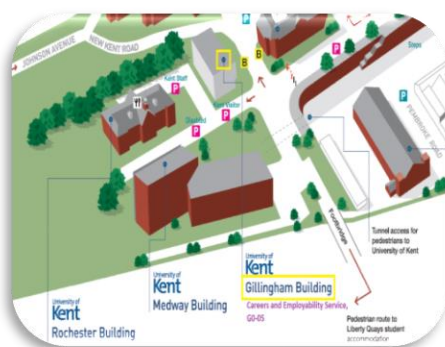 JOHNSON AVENUE
NEW KENT ROAD
B
B
P
Steps
Kent Staff
P
P
P
Kent Visitor
P
P
Disabled
P
PEMBROKE ROAD
Footbridge
Tunnel access for
pedestrians to
University of Kent
University of
Kent
Gillingham Building
Careers and Employability Service,
G0-05
University of
Kent
Medway Building
University of
Kent
Rochester Building
Pedestrian route to
Liberty Quays student
accommodation